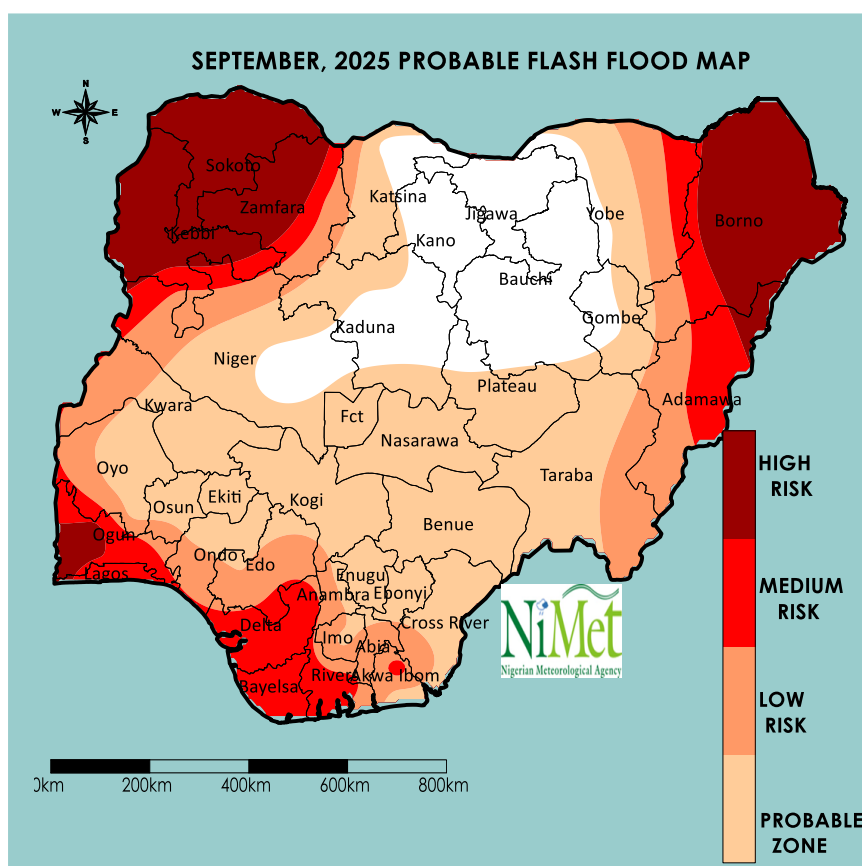 SEPTEMBER, 2025 PROBABLE FLASH FLOOD MAP
N
W E
S
Sokoto
Katsina
Zamfara
Jigawa
Yobe
Borno
Kebbi
Kano
Bauchi
Gombe
Kaduna
Niger
Plateau
Adamawa
Kwara
Fct
Nasarawa
Oyo
Taraba
Ekiti
Kogi
Osun
Benue
Ogun
Ondo
Edo
Lagos
Enugu
Anambra
Ebonyi
Delta
Cross River
Imo
Abia
Rivers
Akwa Ibom
Bayelsa
NiMet
Nigerian Meteorological Agency
HIGH
RISK
MEDIUM
RISK
LOW
RISK
PROBABLE
ZONE
0km 200km 400km 600km 800km